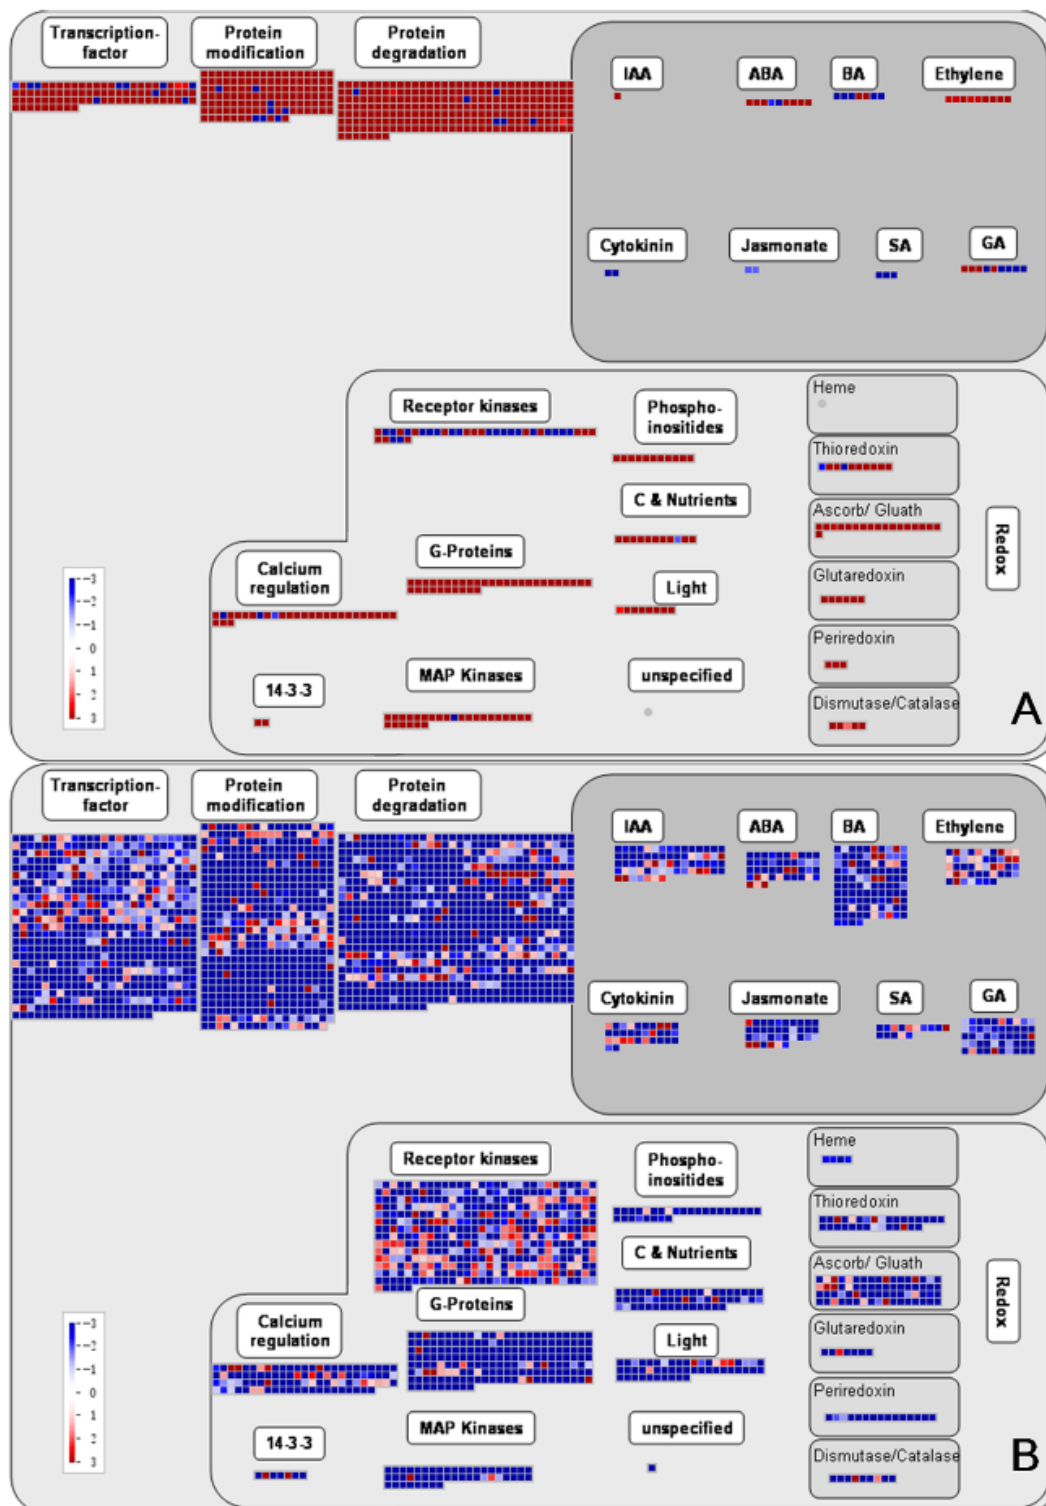 Transcription-
factor
Protein
modification
Protein
degradation
IAA
ABA
BA
Ethylene
Cytokinin
Jasmonate
SA
GA
Receptor kinases
Phospho-
inositides
C & Nutrients
G-Proteins
Calcium
regulation
Light
14-3-3
MAP Kinases
unspecified
Heme
Thioredoxin
Ascorb/ Gluath
Glutaredoxin
Periredoxin
Dismutase/Catalase
Redox
-3
-2
-1
0
1
2
3
A
Transcription-
factor
Protein
modification
Protein
degradation
IAA
ABA
BA
Ethylene
Cytokinin
Jasmonate
SA
GA
Receptor kinases
Phospho-
inositides
C & Nutrients
G-Proteins
Calcium
regulation
Light
14-3-3
MAP Kinases
unspecified
Heme
Thioredoxin
Ascorb/ Gluath
Glutaredoxin
Periredoxin
Dismutase/Catalase
Redox
-3
-2
-1
0
1
2
3
B